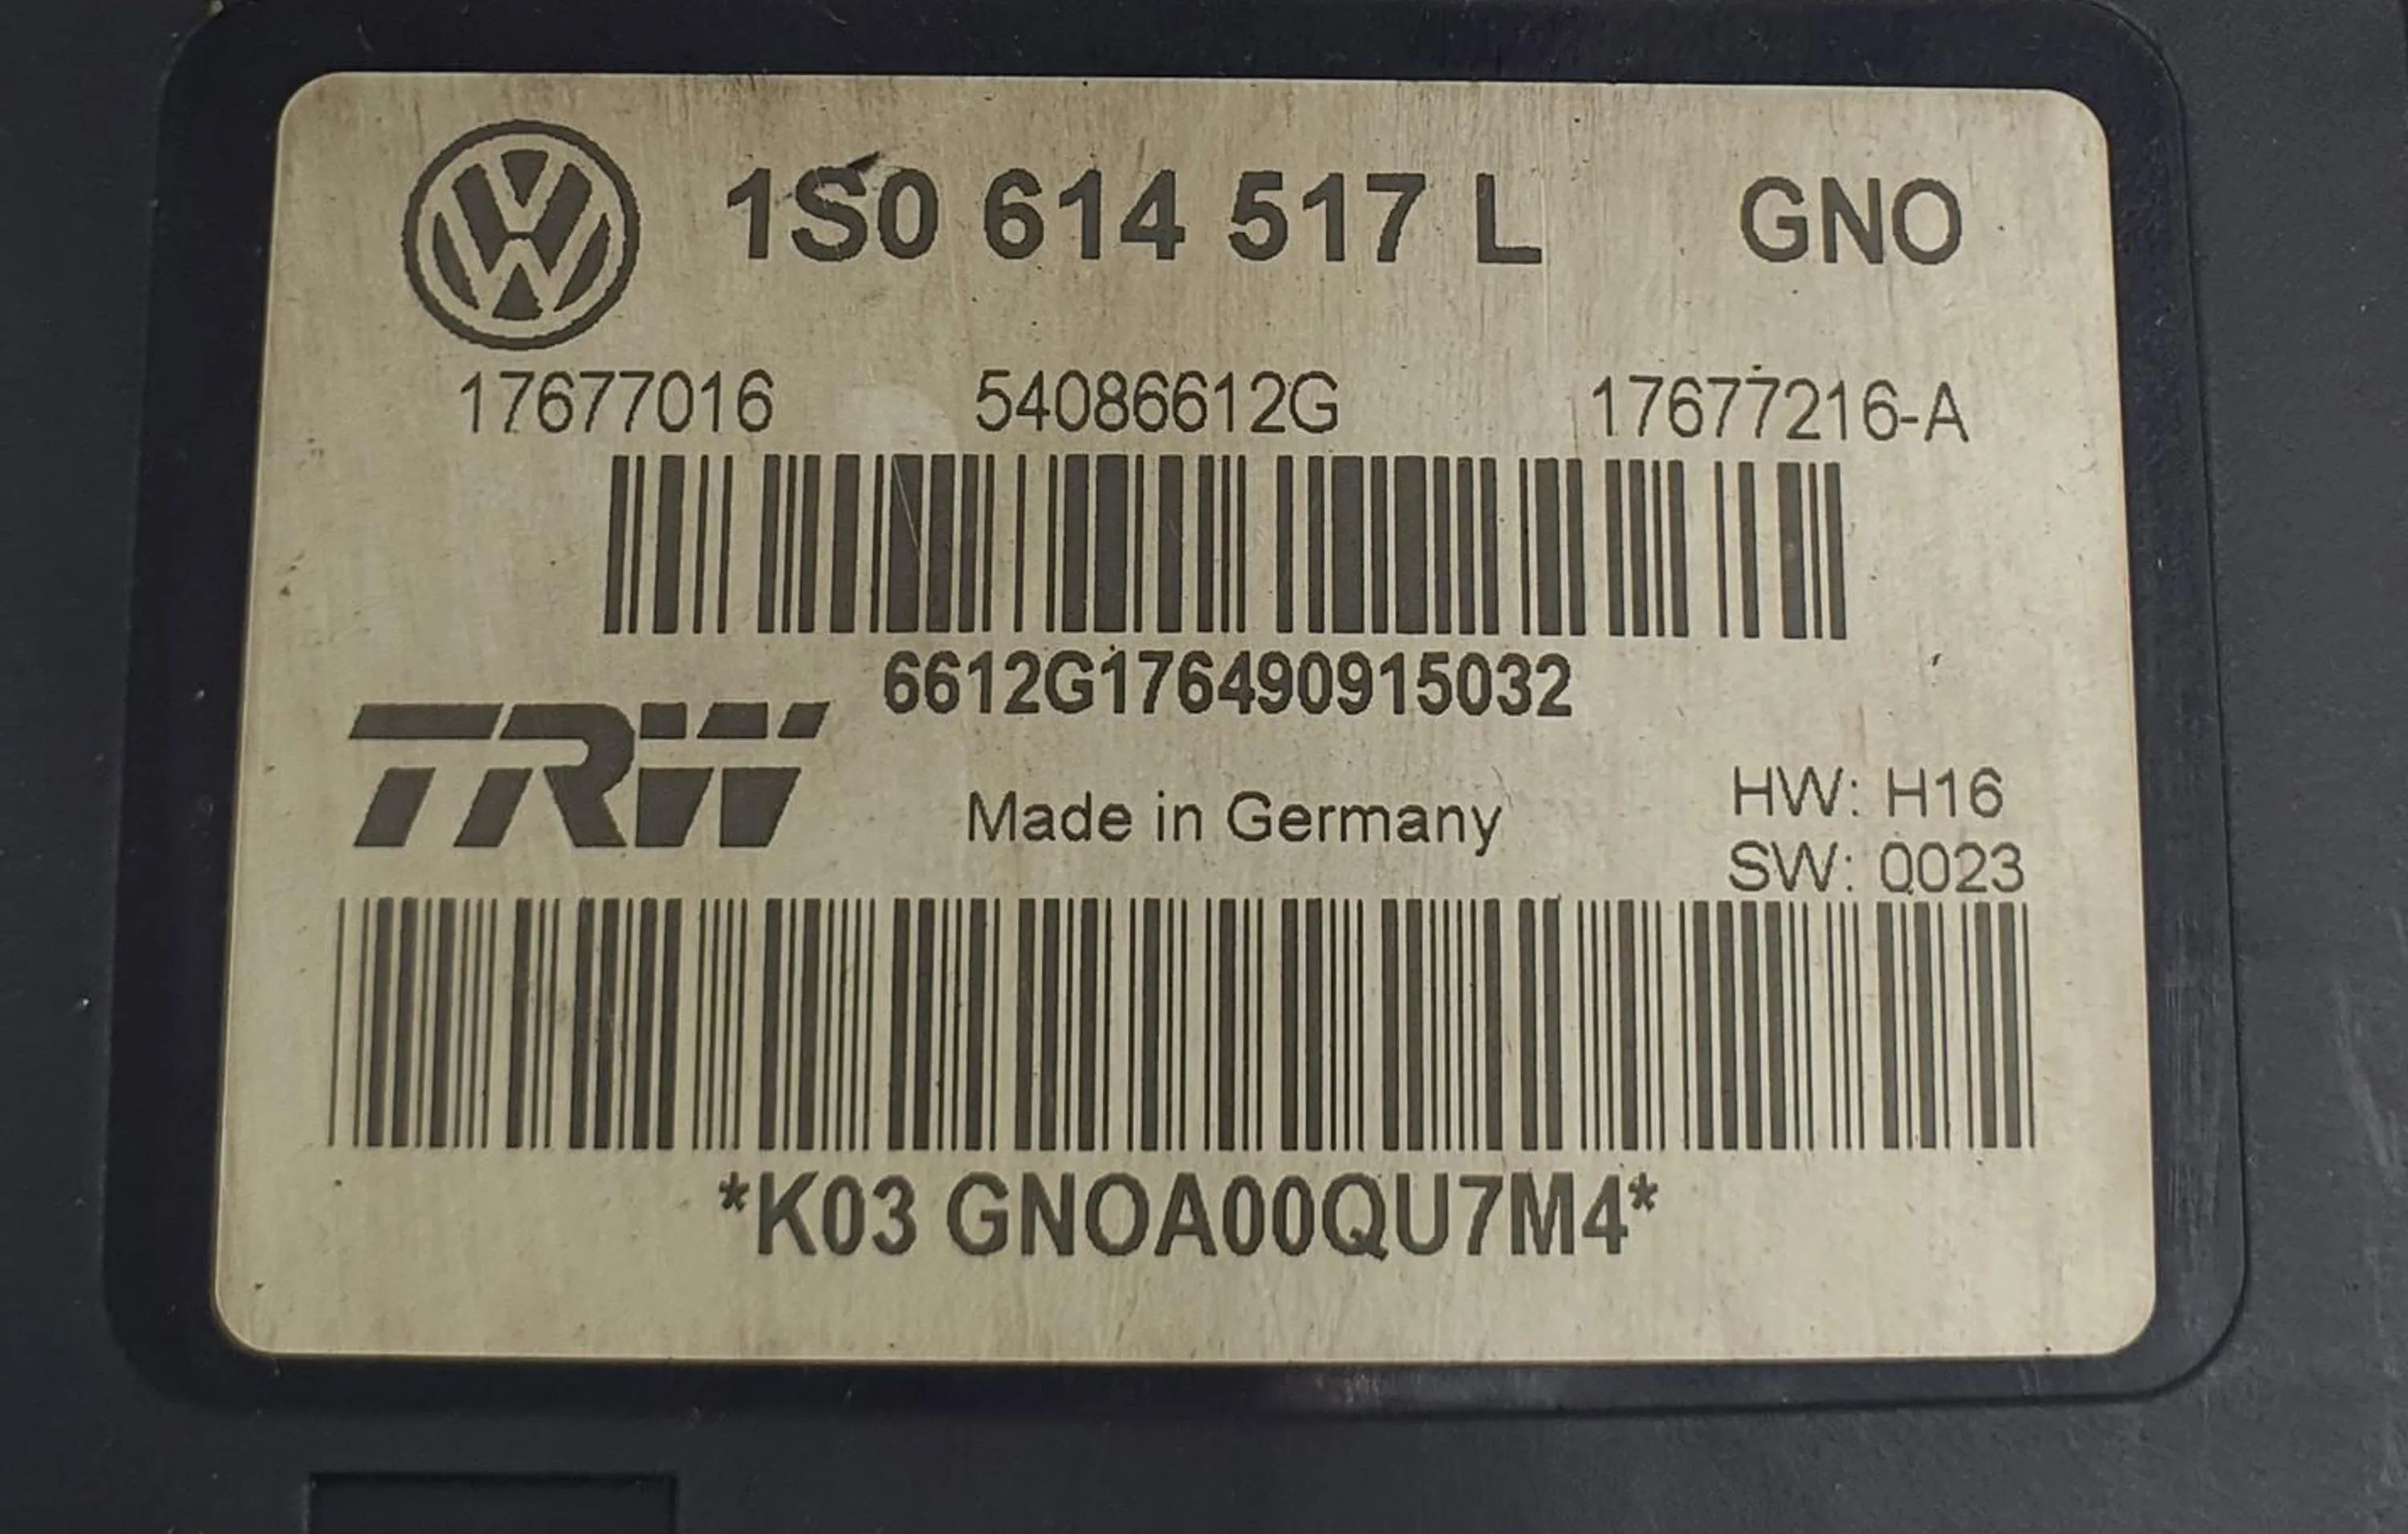 1S0 614 517 L GNO
17677016 54086612G 17677216-A
6612G176490915032
TRW
Made in Germany
HW: H16
SW: 0023
*K03 GNOA00QU7M4*